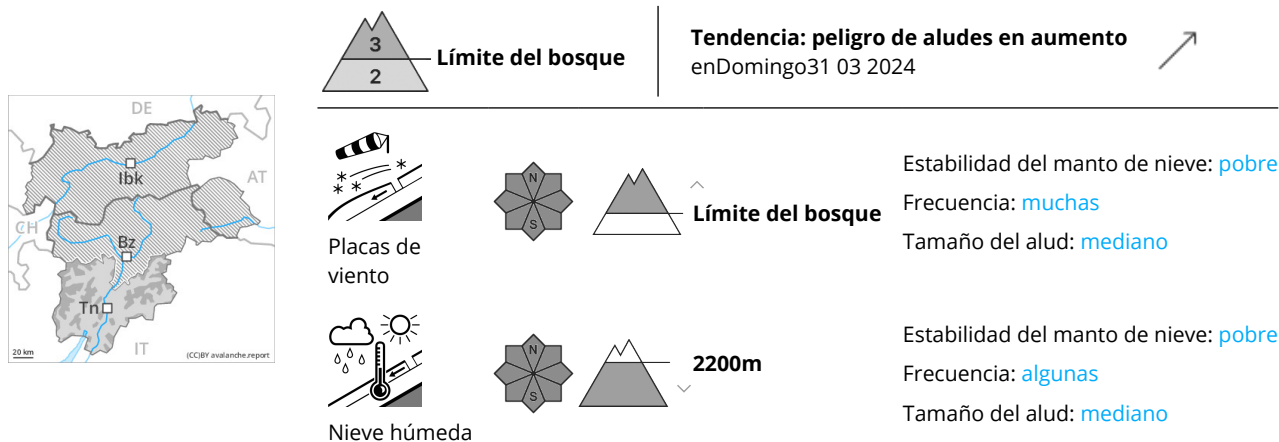 3
2
Límite del bosque
Tendencia: peligro de aludes en aumento
enDomingo31 03 2024
DE
Ibk
AT
CH
Bz
Tn
IT
20 km
(CC)BY avalanche.report
Placas de
viento
N
S
Límite del bosque
Estabilidad del manto de nieve: pobre
Frecuencia: muchas
Tamaño del alud: mediano
Nieve húmeda
N
S
2200m
Estabilidad del manto de nieve: pobre
Frecuencia: algunas
Tamaño del alud: mediano